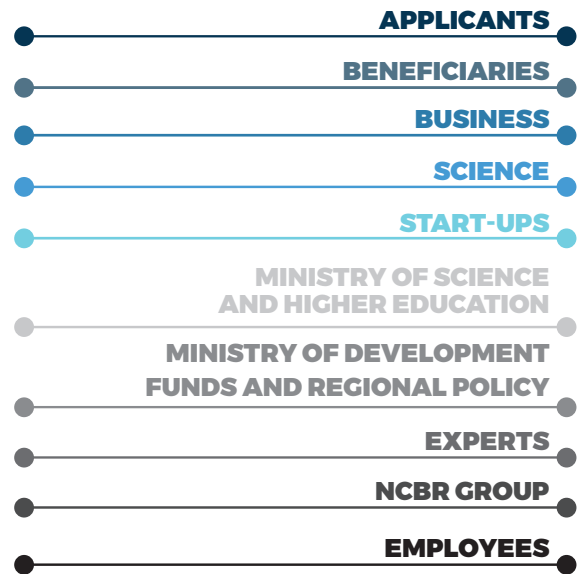 APPLICANTS
BENEFICIARIES
BUSINESS
SCIENCE
START-UPS
MINISTRY OF SCIENCE
AND HIGHER EDUCATION
MINISTRY OF DEVELOPMENT
FUNDS AND REGIONAL POLICY
EXPERTS
NCBR GROUP
EMPLOYEES